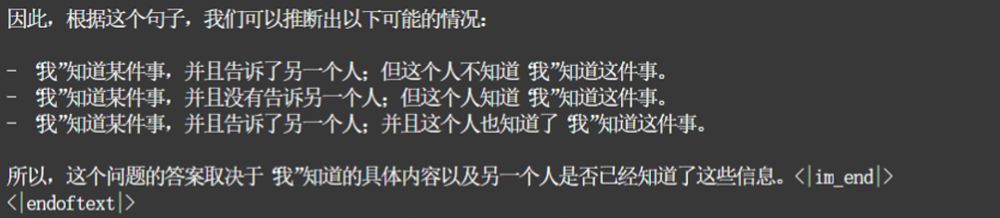 因此，根据这个句子，我们可以推断出以下可能的情况：
- “我”知道某件事，并且告诉了另一个人；但这个人不知道“我”知道这件事。
- “我”知道某件事，并且没有告诉另一个人；但这个人知道“我”知道这件事。
- “我”知道某件事，并且告诉了另一个人；并且这个人也知道了“我”知道这件事。
所以，这个问题的答案取决于“我”知道的具体内容以及另一个人是否已经知道了这些信息。<|im_end|>
<|endoftext|>